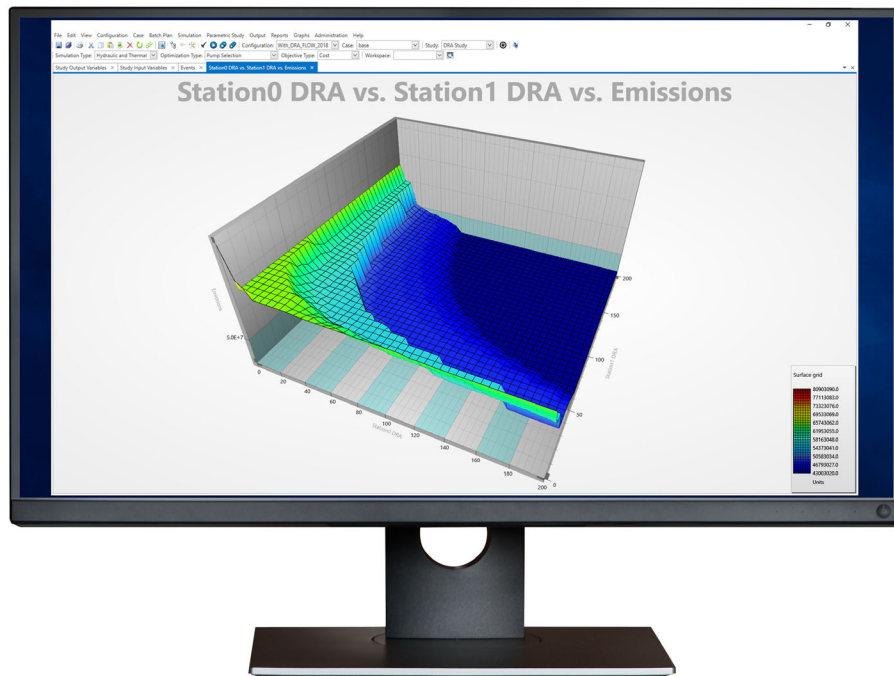 File Edit View Configuration Case Batch Plan Simulation Parametric Study Output Reports Graphs Administration Help
Configuration: With_DRA_FLOW_2018 Case: base Study: DRA Study
Simulation Type: Hydraulic and Thermal Optimization Type: Pump Selection Objective Type: Cost Workspace:
Study Output Variables Study Input Variables Events Station0 DRA vs. Station1 DRA vs. Emissions
Station0 DRA vs. Station1 DRA vs. Emissions
Emissions
5.0E+7
0
20
40
60
80
100
120
140
160
180
200
Station0 DRA
0
50
100
150
200
Station1 DRA
Surface grid
80903090.0
77113083.0
73323076.0
69533069.0
65743062.0
61953055.0
58163048.0
54373041.0
50583034.0
46793027.0
43003020.0
Units